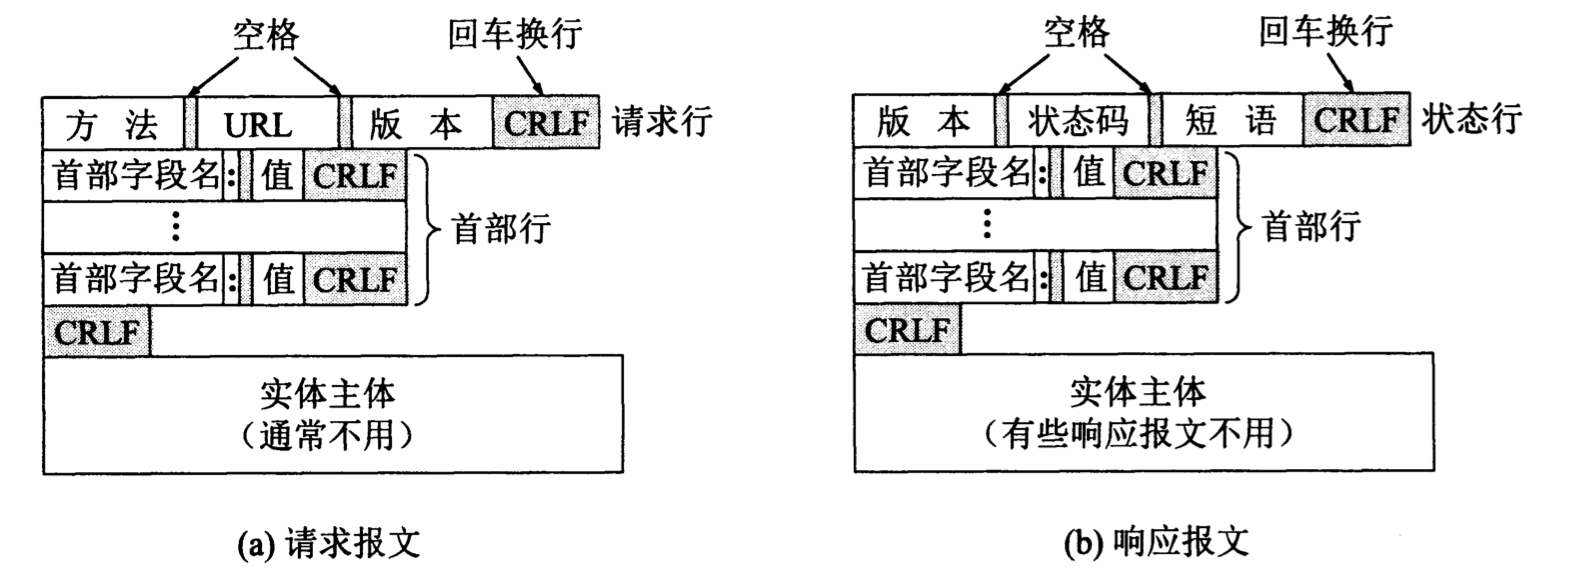 空格 回车换行
方 法 URL 版 本 CRLF 请求行
首部字段名: 值 CRLF
⋮
首部行
首部字段名: 值 CRLF
CRLF
实体主体
（通常不用）
(a) 请求报文
空格 回车换行
版 本 状态码 短 语 CRLF 状态行
首部字段名: 值 CRLF
⋮
首部行
首部字段名: 值 CRLF
CRLF
实体主体
（有些响应报文不用）
(b) 响应报文